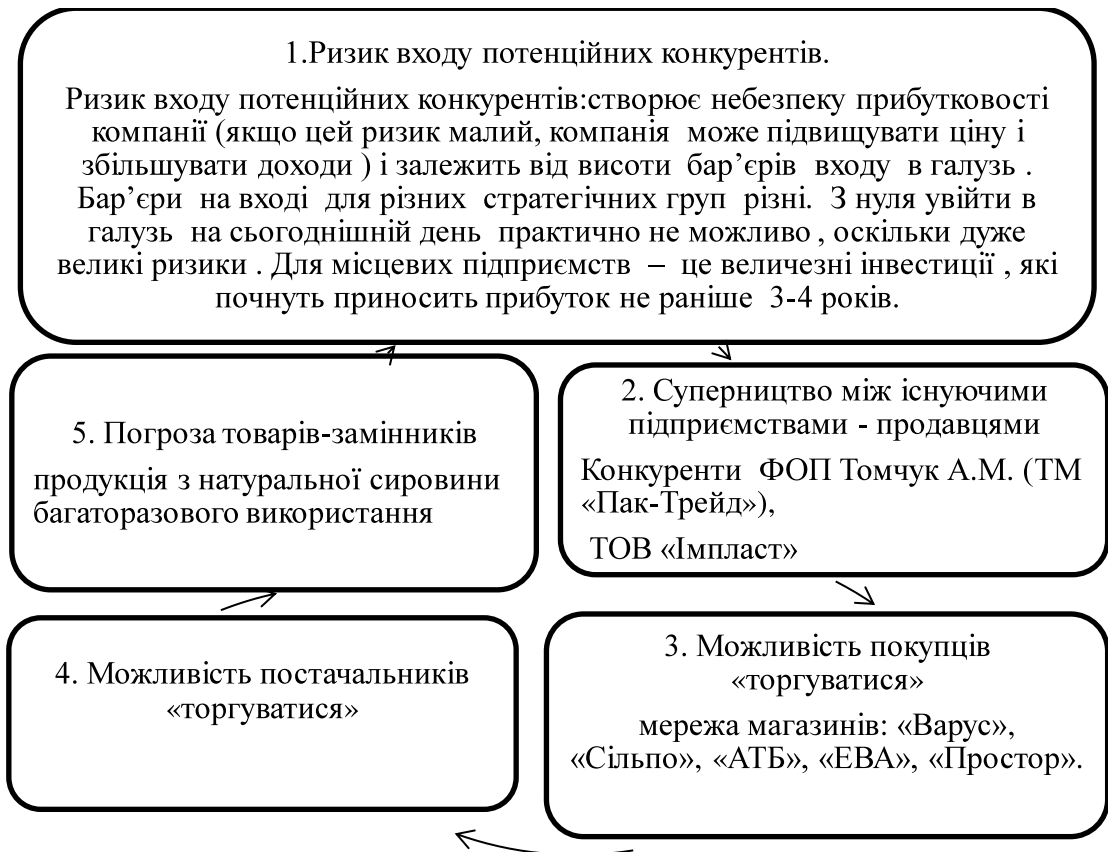 1.Ризик входу потенційних конкурентів.
Ризик входу потенційних конкурентів:створює небезпеку прибутковості
компанії (якщо цей ризик малий, компанія може підвищувати ціну і
збільшувати доходи ) і залежить від висоти бар’єрів входу в галузь .
Бар’єри на вході для різних стратегічних груп різні. З нуля увійти в
галузь на сьогоднішній день практично не можливо , оскільки дуже
великі ризики . Для місцевих підприємств – це величезні інвестиції , які
почнуть приносить прибуток не раніше 3-4 років.
2. Суперництво між існуючими
підприємствами - продавцями
Конкуренти ФОП Томчук А.М. (ТМ
«Пак-Трейд»),
ТОВ «Імпласт»
3. Можливість покупців
«торгуватися»
мережа магазинів: «Варус»,
«Сільпо», «АТБ», «ЕВА», «Простор».
4. Можливість постачальників
«торгуватися»
5. Погроза товарів-замінників
продукція з натуральної сировини
багаторазового використання